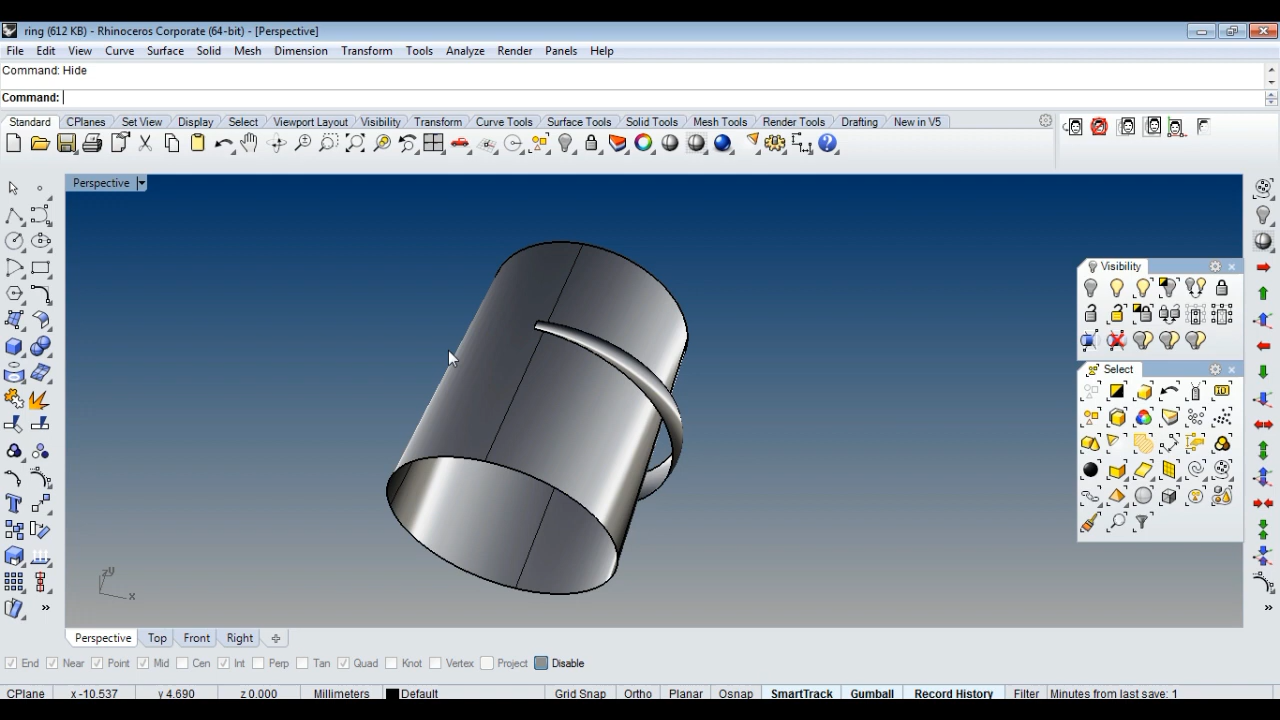 ring (612 KB) - Rhinoceros Corporate (64-bit) - [Perspective]
File Edit View Curve Surface Solid Mesh Dimension Transform Tools Analyze Render Panels Help
Command: Hide
Command:
Standard CPlanes Set View Display Select Viewport Layout Visibility Transform Curve Tools Surface Tools Solid Tools Mesh Tools Render Tools Drafting New in V5
Perspective
Visibility
Select
zy
x
Perspective Top Front Right
End Near Point Mid Cen Int Perp Tan Quad Knot Vertex Project Disable
CPlane x -10.537 y 4.690 z 0.000 Millimeters Default Grid Snap Ortho Planar Osnap SmartTrack Gumball Record History Filter Minutes from last save: 1